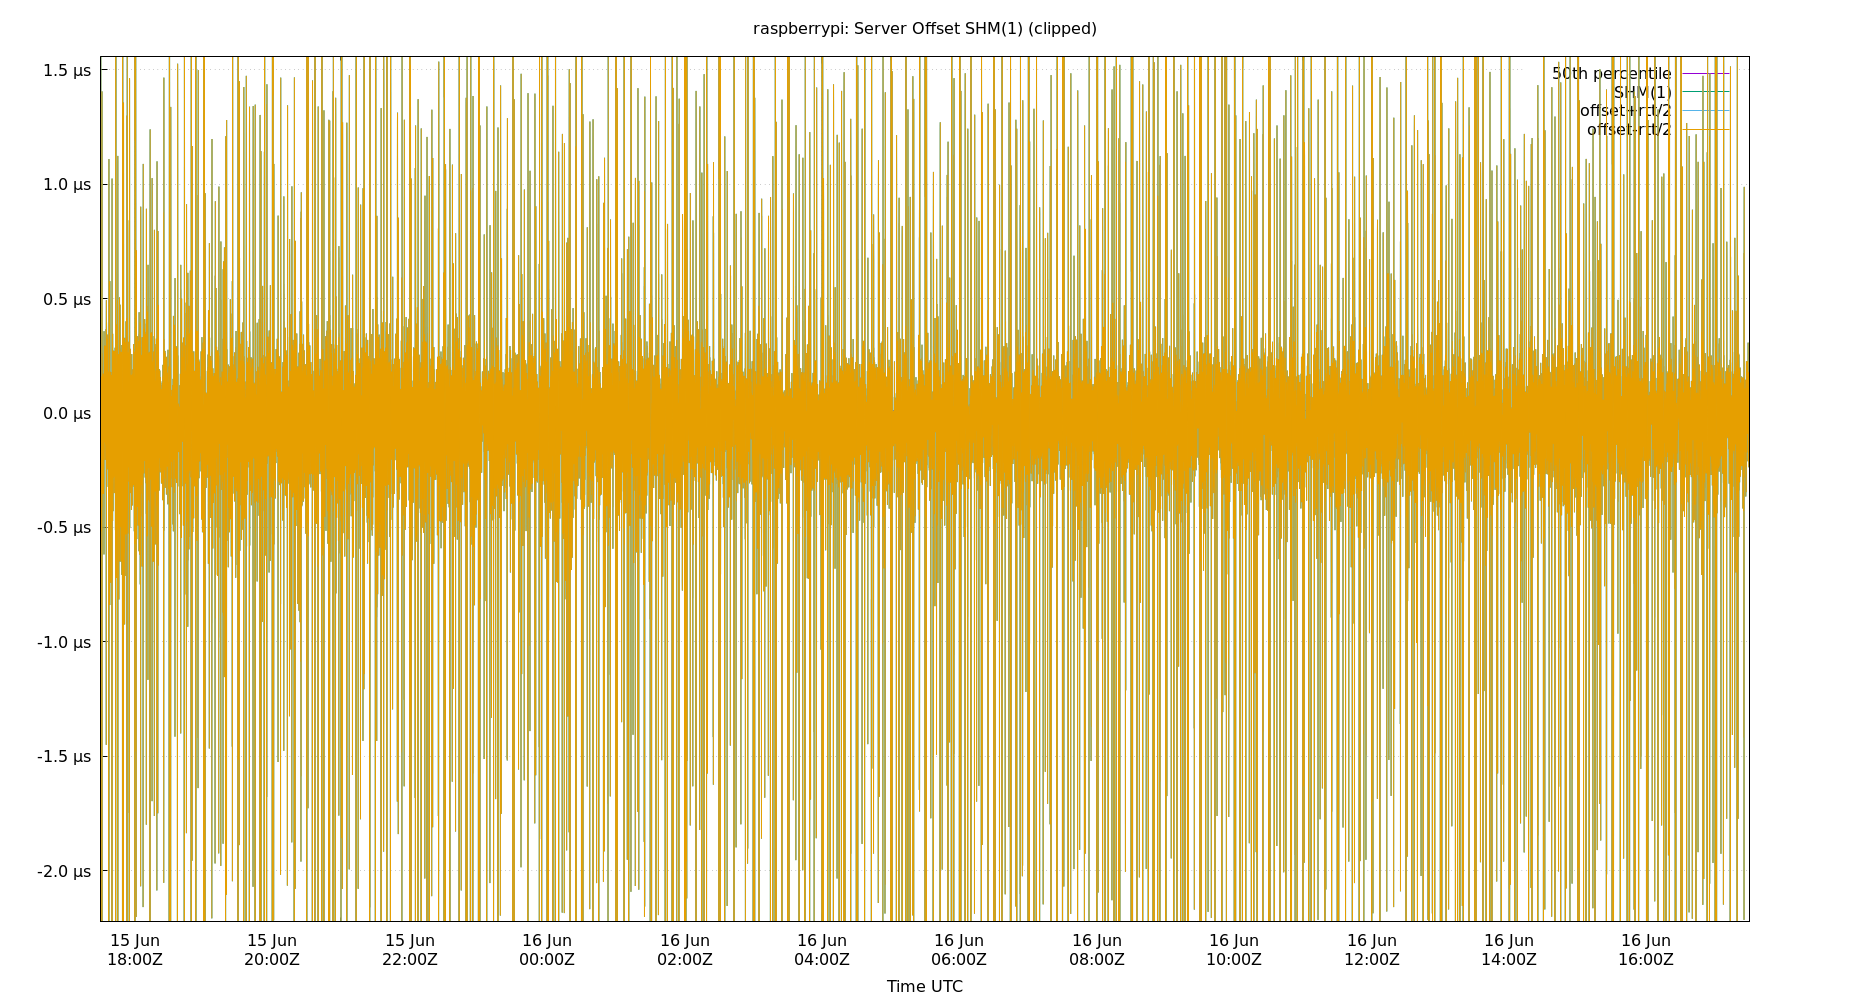 raspberrypi: Server Offset SHM(1) (clipped)
1.5 µs
1.0 µs
0.5 µs
0.0 µs
-0.5 µs
-1.0 µs
-1.5 µs
-2.0 µs
50th percentile
SHM(1)
offset+rtt/2
offset-rtt/2
15 Jun 15 Jun 15 Jun 16 Jun 16 Jun 16 Jun 16 Jun 16 Jun 16 Jun 16 Jun 16 Jun 16 Jun
18:00Z 20:00Z 22:00Z 00:00Z 02:00Z 04:00Z 06:00Z 08:00Z 10:00Z 12:00Z 14:00Z 16:00Z
Time UTC